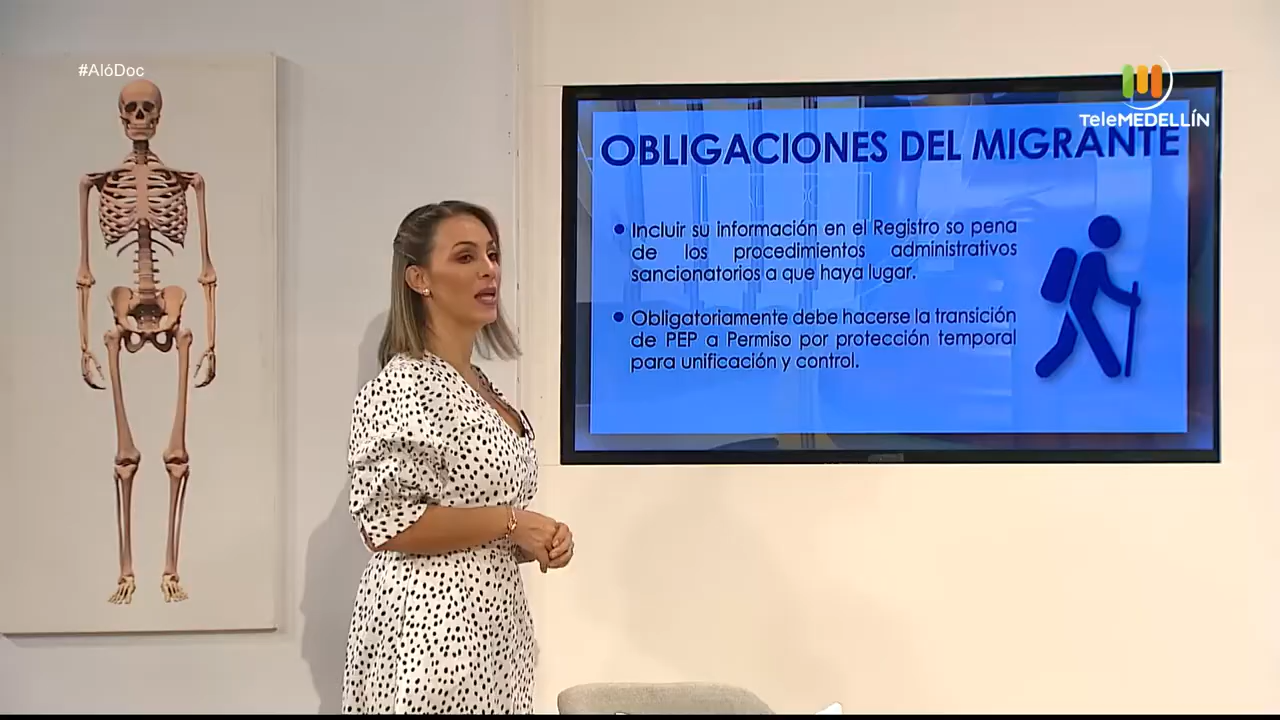 #AlóDoc
TeleMEDELLÍN
OBLIGACIONES DEL MIGRANTE
• Incluir su información en el Registro so pena
de los procedimientos administrativos
sancionatorios a que haya lugar.
• Obligatoriamente debe hacerse la transición
de PEP a Permiso por protección temporal
para unificación y control.